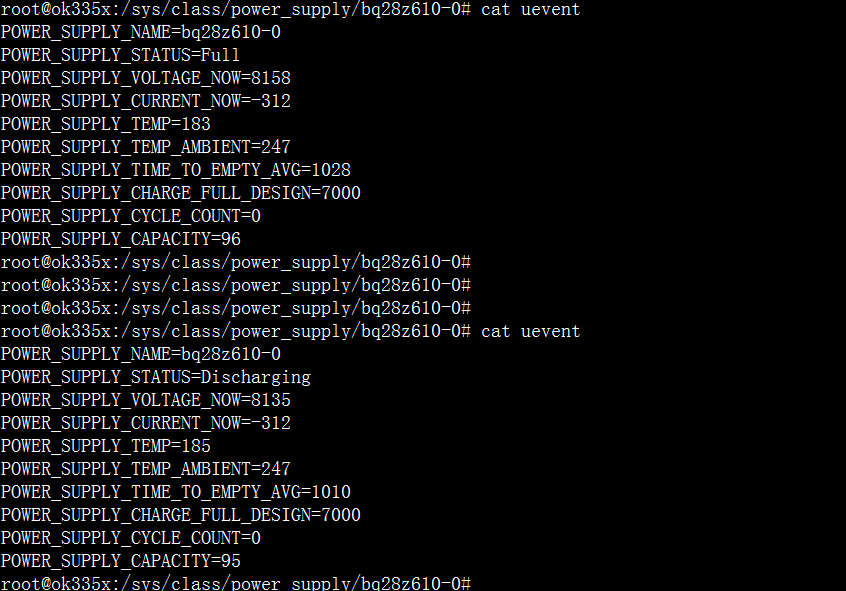 root@ok335x:/sys/class/power_supply/bq28z610-0# cat uevent
POWER_SUPPLY_NAME=bq28z610-0
POWER_SUPPLY_STATUS=Full
POWER_SUPPLY_VOLTAGE_NOW=8158
POWER_SUPPLY_CURRENT_NOW=-312
POWER_SUPPLY_TEMP=183
POWER_SUPPLY_TEMP_AMBIENT=247
POWER_SUPPLY_TIME_TO_EMPTY_AVG=1028
POWER_SUPPLY_CHARGE_FULL_DESIGN=7000
POWER_SUPPLY_CYCLE_COUNT=0
POWER_SUPPLY_CAPACITY=96
root@ok335x:/sys/class/power_supply/bq28z610-0#
root@ok335x:/sys/class/power_supply/bq28z610-0#
root@ok335x:/sys/class/power_supply/bq28z610-0#
root@ok335x:/sys/class/power_supply/bq28z610-0# cat uevent
POWER_SUPPLY_NAME=bq28z610-0
POWER_SUPPLY_STATUS=Discharging
POWER_SUPPLY_VOLTAGE_NOW=8135
POWER_SUPPLY_CURRENT_NOW=-312
POWER_SUPPLY_TEMP=185
POWER_SUPPLY_TEMP_AMBIENT=247
POWER_SUPPLY_TIME_TO_EMPTY_AVG=1010
POWER_SUPPLY_CHARGE_FULL_DESIGN=7000
POWER_SUPPLY_CYCLE_COUNT=0
POWER_SUPPLY_CAPACITY=95
root@ok335x:/sys/class/power_supply/bq28z610-0#